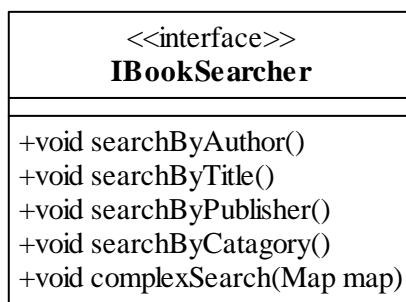 <<interface>>
IBookSearcher
+void searchByAuthor()
+void searchByTitle()
+void searchByPublisher()
+void searchByCatagory()
+void complexSearch(Map map)